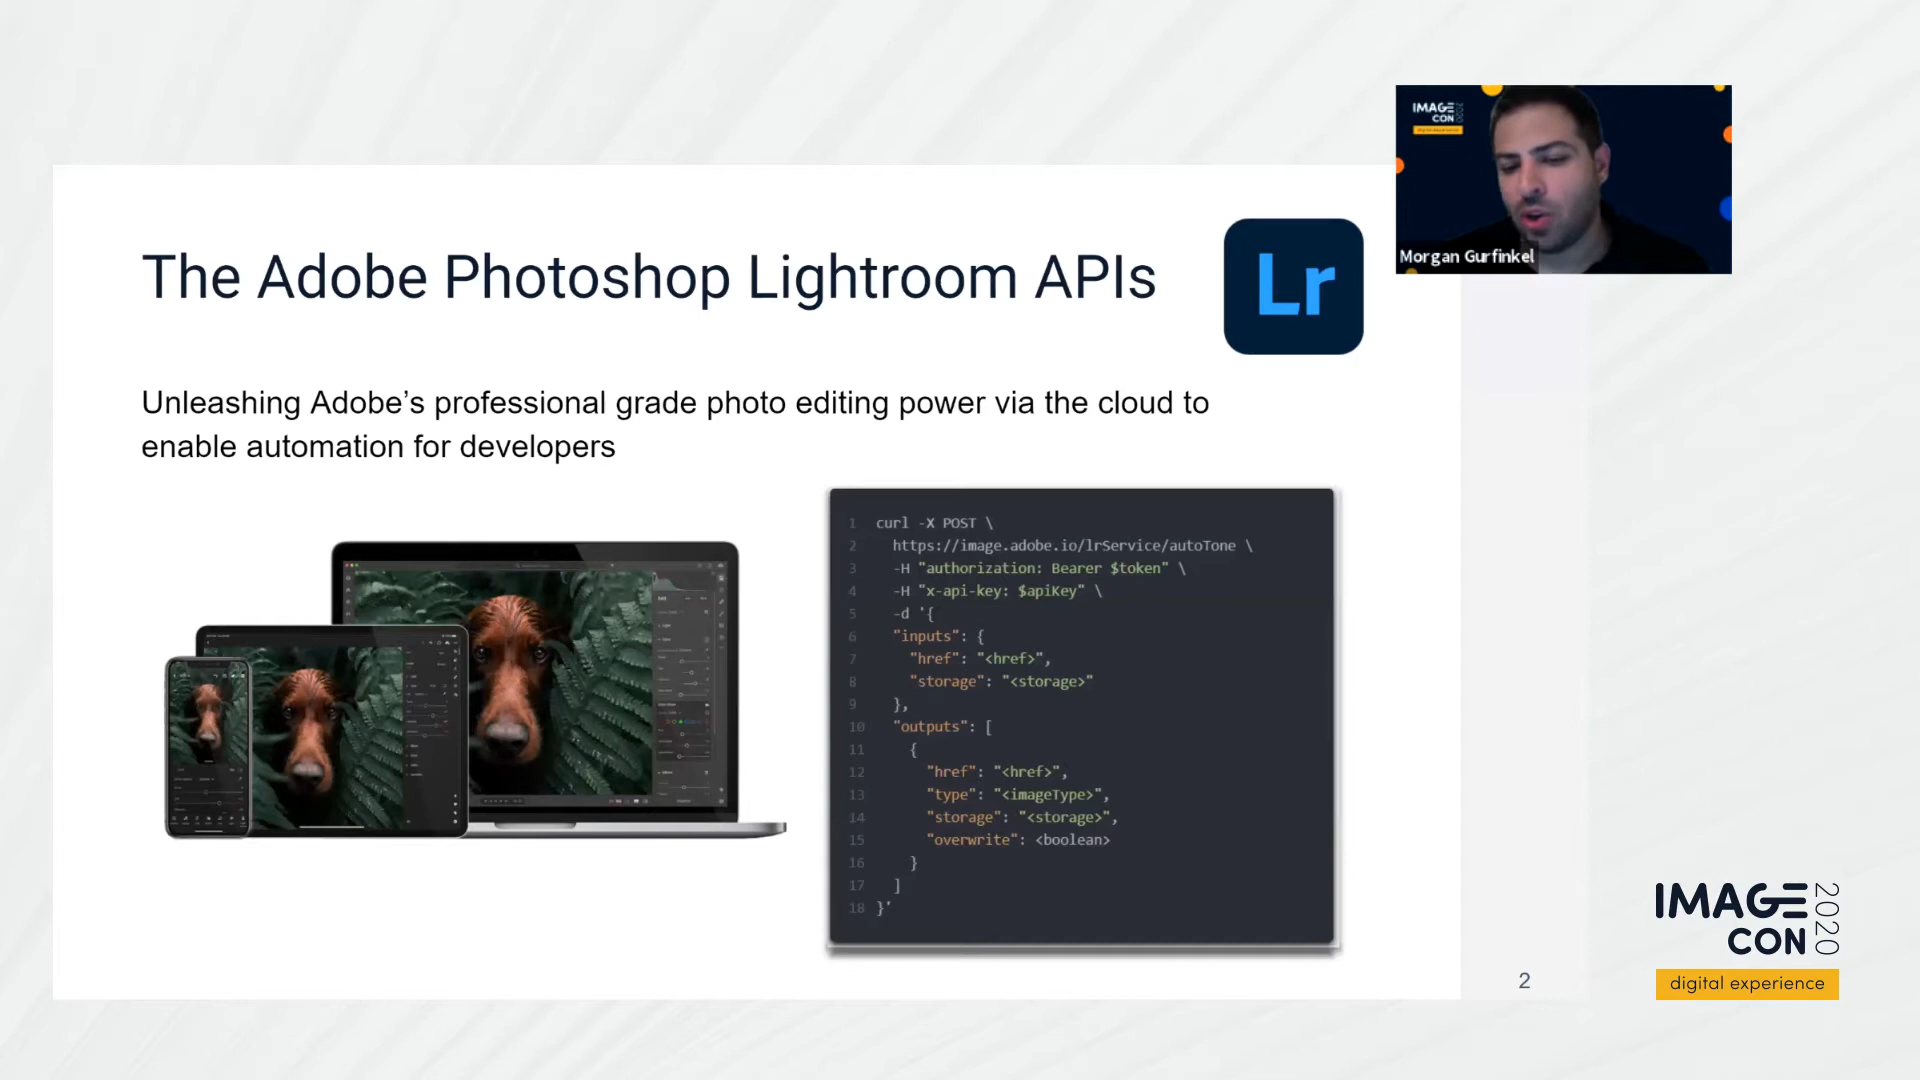 IMAGE
CON
2020
Morgan Gurfinkel
The Adobe Photoshop Lightroom APIs
Lr
Unleashing Adobe’s professional grade photo editing power via the cloud to
enable automation for developers
1 curl -X POST \
2 https://image.adobe.io/lrService/autoTone \
3 -H "authorization: Bearer $token" \
4 -H "x-api-key: $apiKey" \
5 -d '{
6 "inputs": {
7 "href": "<href>",
8 "storage": "<storage>"
9 },
10 "outputs": [
11 {
12 "href": "<href>",
13 "type": "<imageType>",
14 "storage": "<storage>",
15 "overwrite": <boolean>
16 }
17 ]
18 }'
2
IMAGE
CON
2020
digital experience